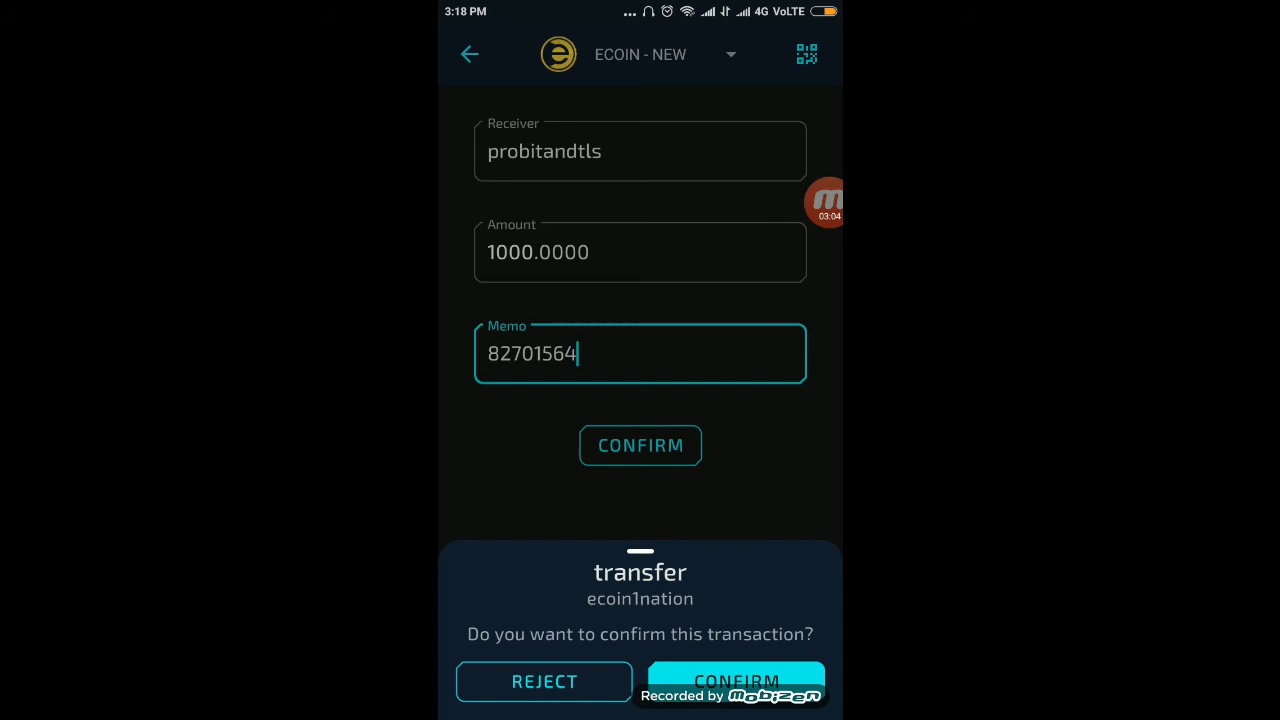 3:18 PM
... 4G VoLTE
ECOIN - NEW
Receiver
probitandtls
03:04
Amount
1000.0000
Memo
82701564
CONFIRM
transfer
ecoin1nation
Do you want to confirm this transaction?
REJECT
CONFIRM
Recorded by mobizen